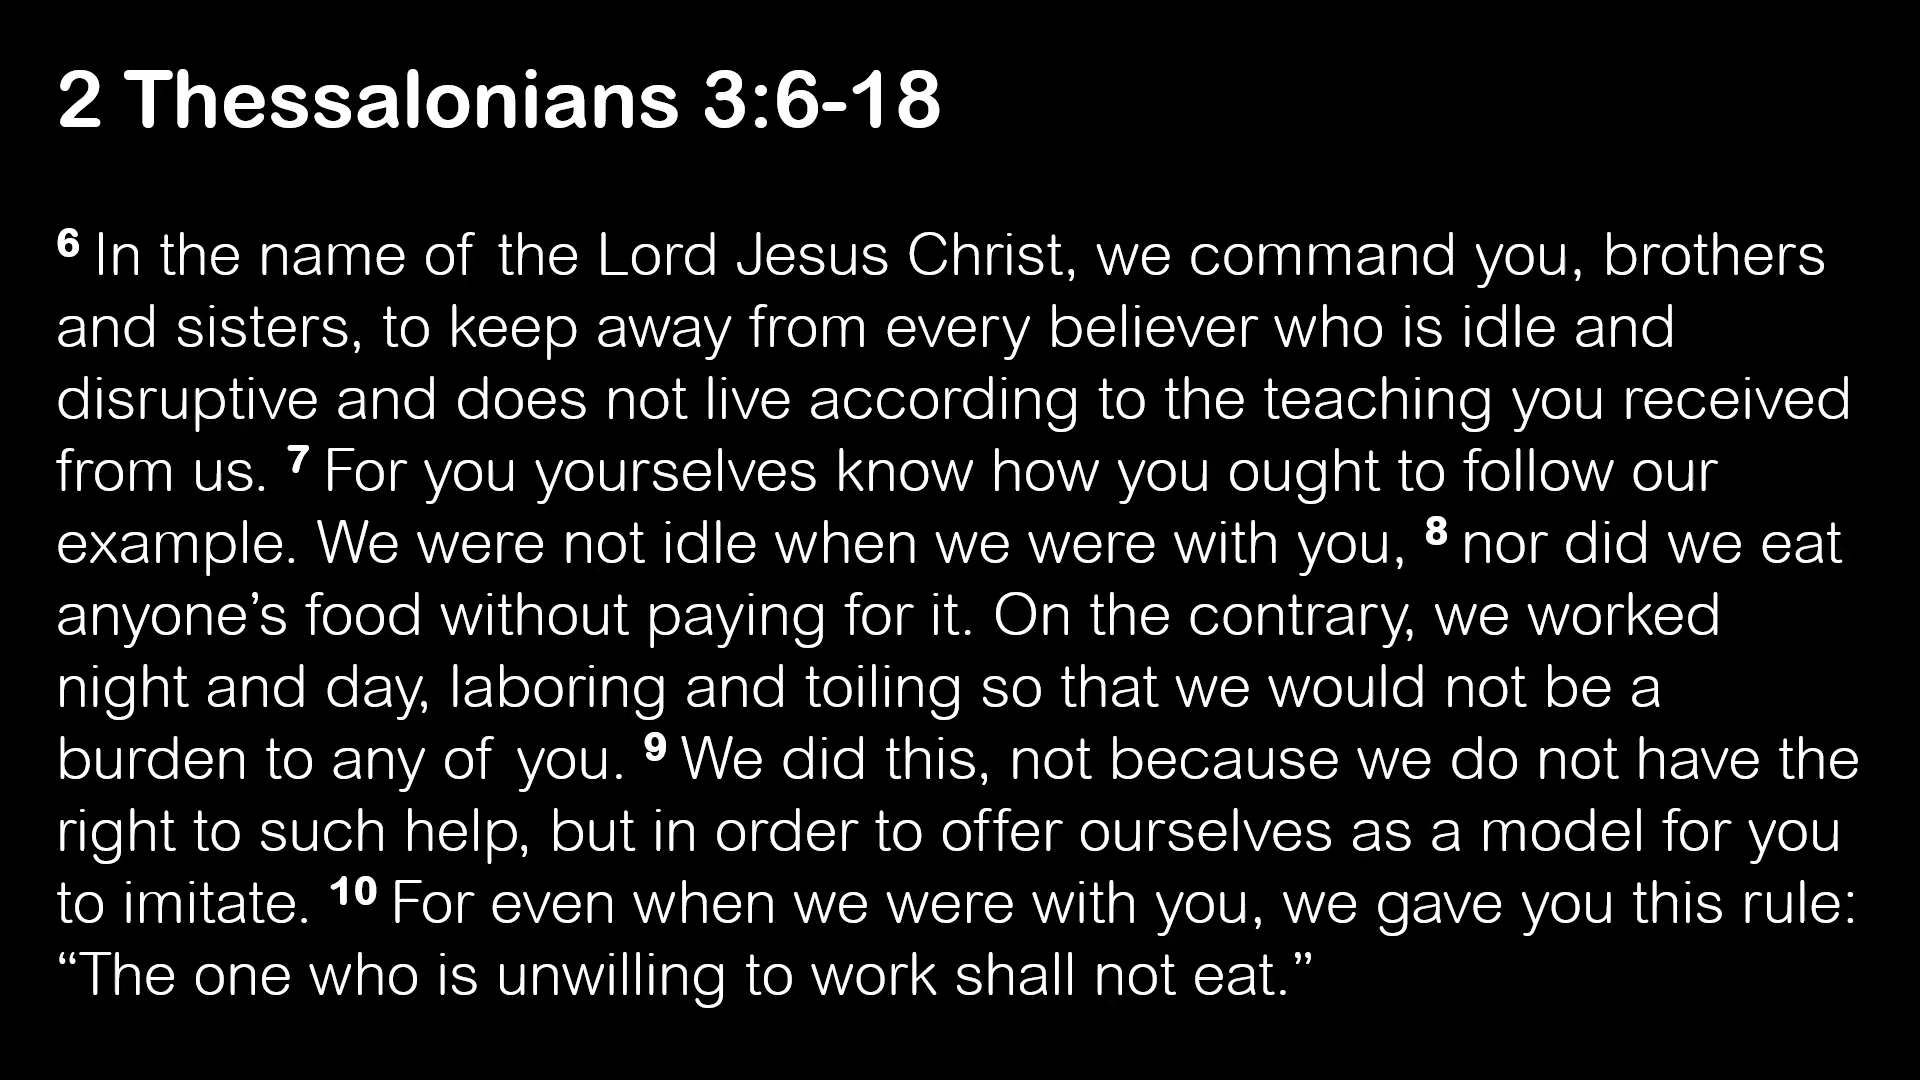 2 Thessalonians 3:6-18
6 In the name of the Lord Jesus Christ, we command you, brothers
and sisters, to keep away from every believer who is idle and
disruptive and does not live according to the teaching you received
from us. 7 For you yourselves know how you ought to follow our
example. We were not idle when we were with you, 8 nor did we eat
anyone’s food without paying for it. On the contrary, we worked
night and day, laboring and toiling so that we would not be a
burden to any of you. 9 We did this, not because we do not have the
right to such help, but in order to offer ourselves as a model for you
to imitate. 10 For even when we were with you, we gave you this rule:
“The one who is unwilling to work shall not eat.”